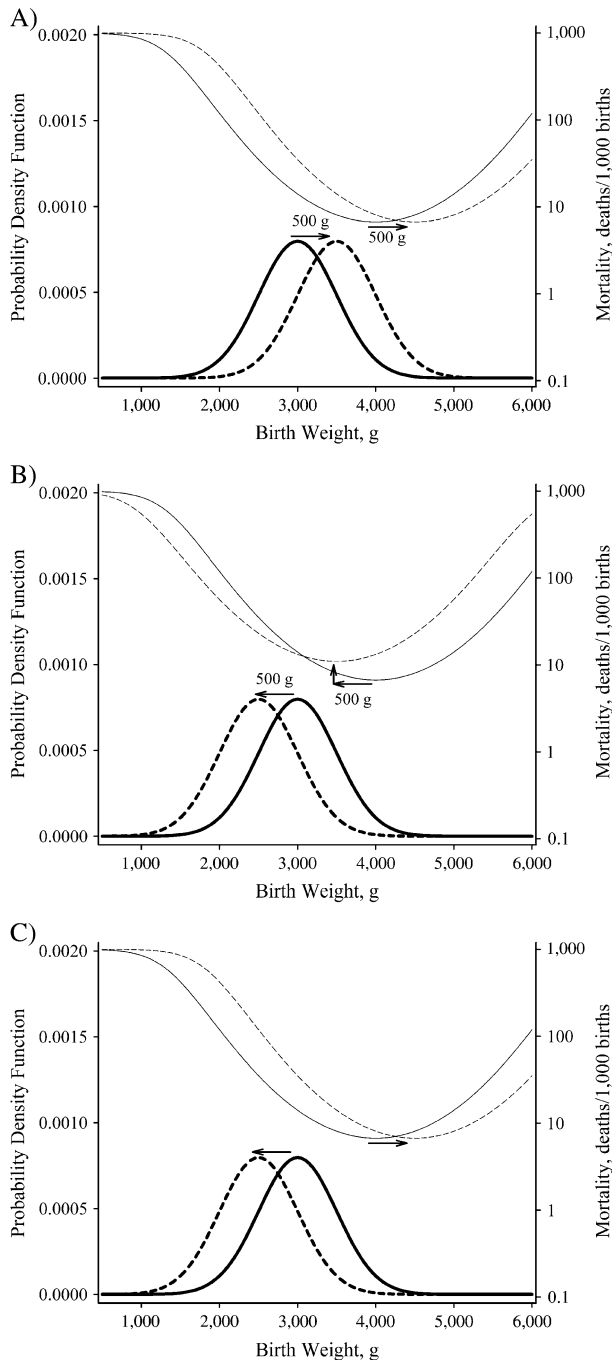 A)
0.0020
0.0015
0.0010
0.0005
0.0000
Probability Density Function
1,000
100
10
1
0.1
Mortality, deaths/1,000 births
500 g
500 g
1,000 2,000 3,000 4,000 5,000 6,000
Birth Weight, g
B)
0.0020
0.0015
0.0010
0.0005
0.0000
Probability Density Function
1,000
100
10
1
0.1
Mortality, deaths/1,000 births
500 g
500 g
1,000 2,000 3,000 4,000 5,000 6,000
Birth Weight, g
C)
0.0020
0.0015
0.0010
0.0005
0.0000
Probability Density Function
1,000
100
10
1
0.1
Mortality, deaths/1,000 births
1,000 2,000 3,000 4,000 5,000 6,000
Birth Weight, g